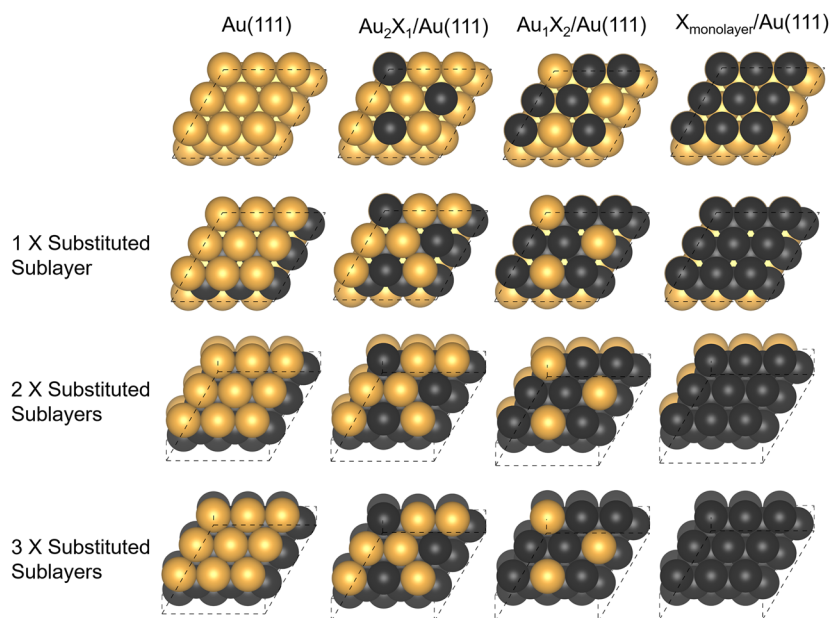 Au(111)
Au₂X₁/Au(111)
Au₁X₂/Au(111)
X_monolayer/Au(111)
1 X Substituted
Sublayer
2 X Substituted
Sublayers
3 X Substituted
Sublayers